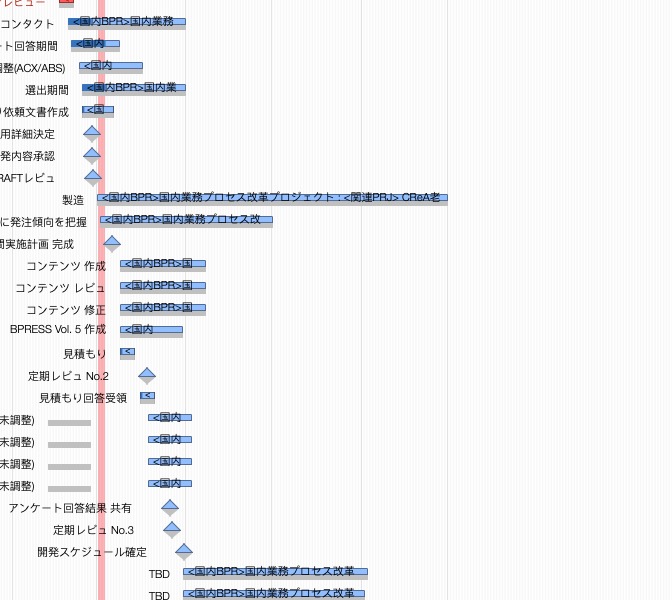 レビュー
コンタクト <国内BPR>国内業務
ト回答期間 <国内
調整(ACX/ABS) <国内
選出期間 <国内BPR>国内業
依頼文書作成 <国
用詳細決定
発内容承認
RAFTレビュ
製造 <国内BPR>国内業務プロセス改革プロジェクト : <関連PRJ> CReA老
に発注傾向を把握 <国内BPR>国内業務プロセス改
間実施計画 完成
コンテンツ 作成 <国内BPR>国
コンテンツ レビュ <国内BPR>国
コンテンツ 修正 <国内BPR>国
BPRESS Vol. 5 作成 <国内
見積もり <
定期レビュ No.2
見積もり回答受領 <
未調整) <国内
未調整) <国内
未調整) <国内
未調整) <国内
アンケート回答結果 共有
定期レビュ No.3
開発スケジュール確定
TBD <国内BPR>国内業務プロセス改革
TBD <国内BPR>国内業務プロセス改革